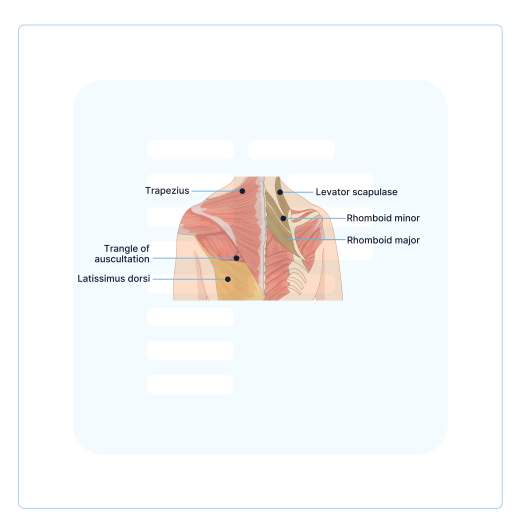 Trapezius
Levator scapulase
Rhomboid minor
Rhomboid major
Trangle of
auscultation
Latissimus dorsi